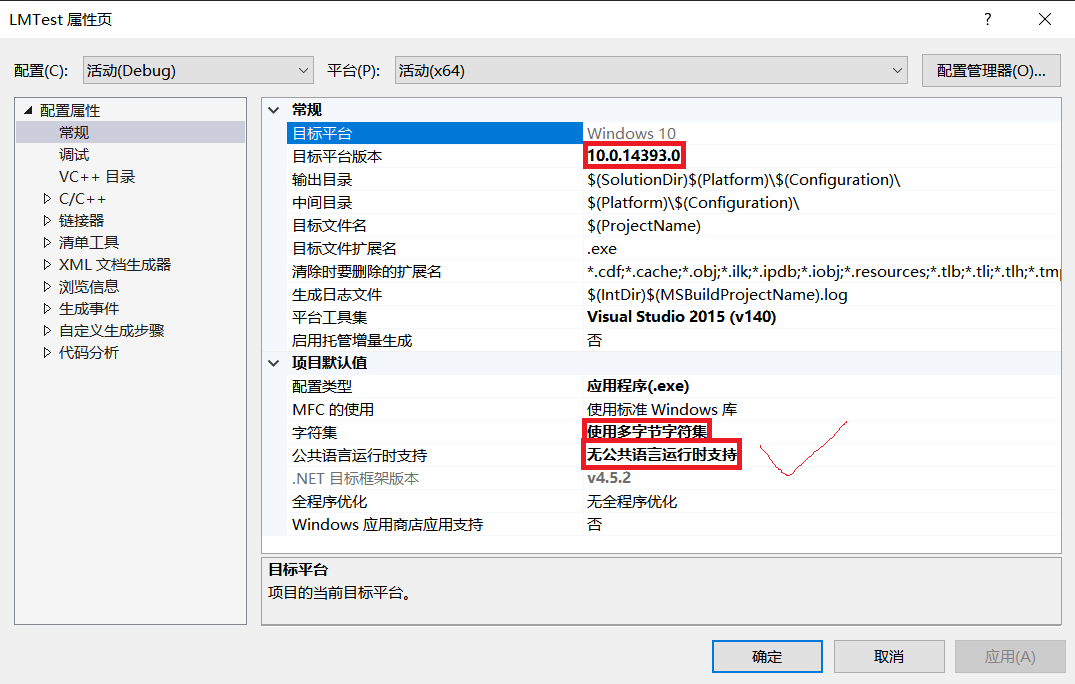 LMTest 属性页 ?
配置(C): 活动(Debug) 平台(P): 活动(x64) 配置管理器(O)...
配置属性
常规
调试
VC++ 目录
C/C++
链接器
清单工具
XML 文档生成器
浏览信息
生成事件
自定义生成步骤
代码分析
常规
目标平台 Windows 10
目标平台版本 10.0.14393.0
输出目录 $(SolutionDir)$(Platform)\$(Configuration)\
中间目录 $(Platform)\$(Configuration)\
目标文件名 $(ProjectName)
目标文件扩展名 .exe
清除时要删除的扩展名 *.cdf;*.cache;*.obj;*.ilk;*.ipdb;*.iobj;*.resources;*.tlb;*.tli;*.tlh;*.tmp
生成日志文件 $(IntDir)$(MSBuildProjectName).log
平台工具集 Visual Studio 2015 (v140)
启用托管增量生成 否
项目默认值
配置类型 应用程序(.exe)
MFC 的使用 使用标准 Windows 库
字符集 使用多字节字符集
公共语言运行时支持 无公共语言运行时支持
.NET 目标框架版本 v4.5.2
全程序优化 无全程序优化
Windows 应用商店应用支持 否
目标平台
项目的当前目标平台。
确定 取消 应用(A)